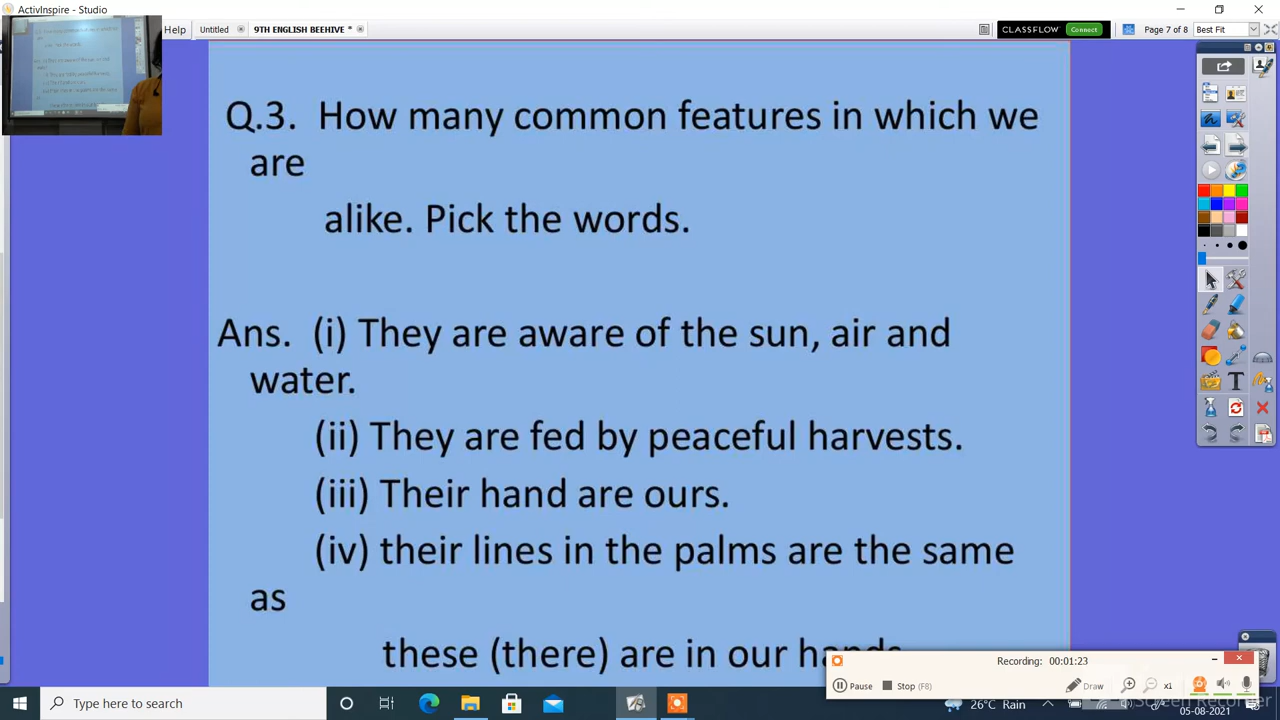 ActivInspire - Studio
Help
Untitled
9TH ENGLISH BEEHIVE *
CLASSFLOW
Connect
Page 7 of 8
Best Fit
Q.3. How many common features in which we
are
alike. Pick the words.
Ans. (i) They are aware of the sun, air and
water.
(ii) They are fed by peaceful harvests.
(iii) Their hand are ours.
(iv) their lines in the palms are the same
as
these (there) are in our hands
Recording: 00:01:23
Pause
Stop (F8)
Draw
x1
Screen Recorder
Type here to search
26°C Rain
05-08-2021